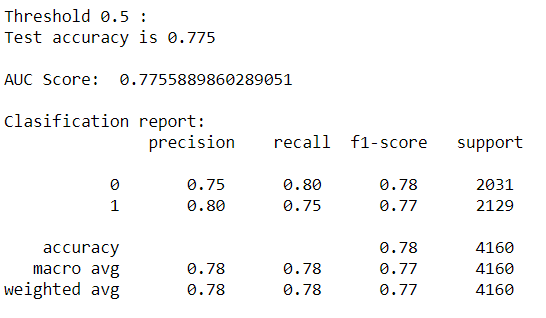 Threshold 0.5 :
Test accuracy is 0.775
AUC Score: 0.7755889860289051
Clasification report:
precision recall f1-score support
0 0.75 0.80 0.78 2031
1 0.80 0.75 0.77 2129
accuracy 0.78 4160
macro avg 0.78 0.78 0.77 4160
weighted avg 0.78 0.78 0.77 4160